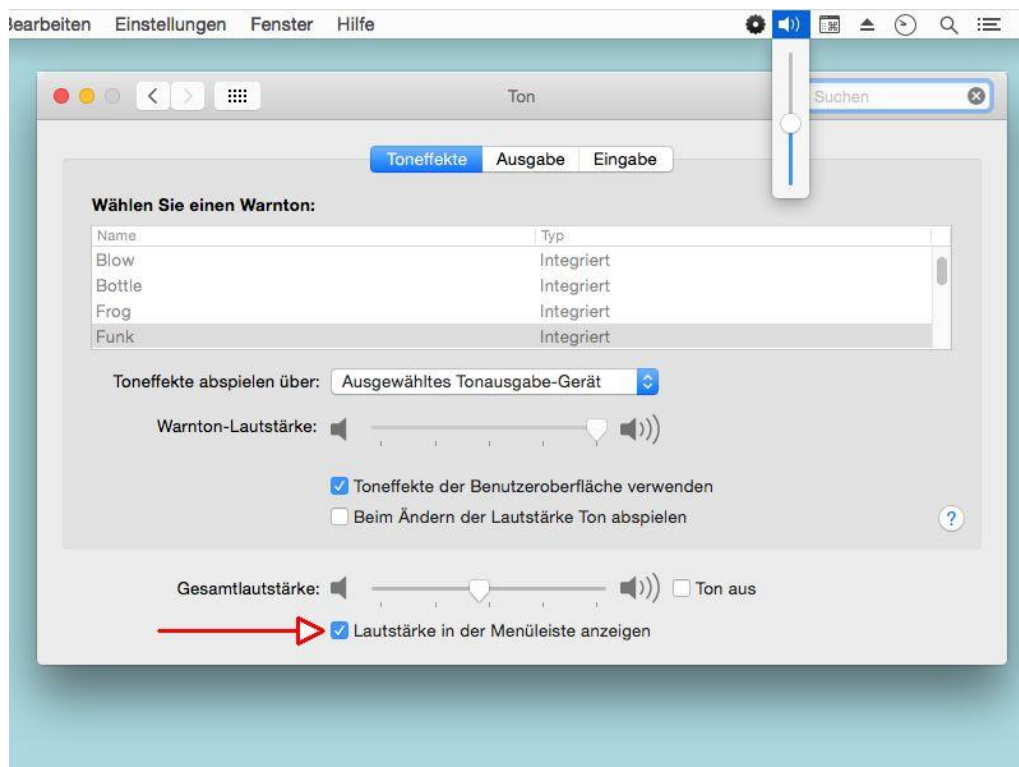 Bearbeiten Einstellungen Fenster Hilfe
Ton
Suchen
Toneffekte Ausgabe Eingabe
Wählen Sie einen Warnton:
Name Typ
Blow Integriert
Bottle Integriert
Frog Integriert
Funk Integriert
Toneffekte abspielen über: Ausgewähltes Tonausgabe-Gerät
Warnton-Lautstärke:
Toneffekte der Benutzeroberfläche verwenden
Beim Ändern der Lautstärke Ton abspielen
?
Gesamtlautstärke: Ton aus
Lautstärke in der Menüleiste anzeigen